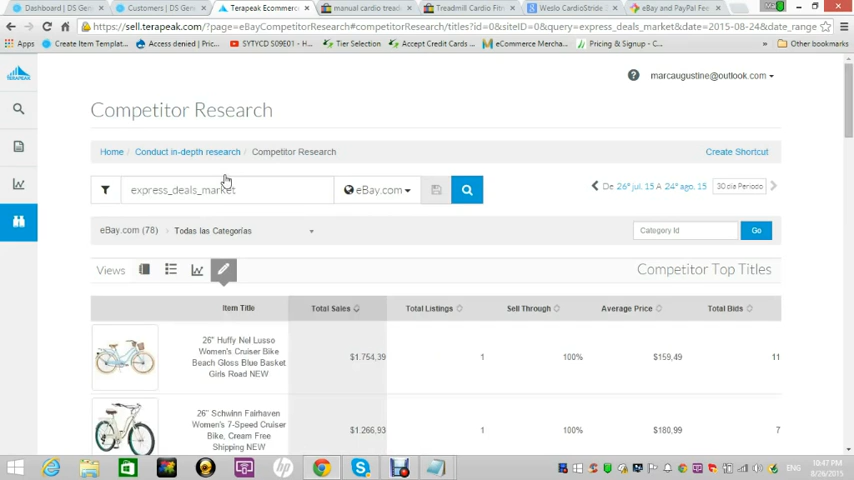 Dashboard | DS Gen
Customers | DS Gen
Terapeak Ecommerc
manual cardio tread
Treadmill Cardio Fitn
Weslo CardioStride
eBay and PayPal Fee
https://sell.terapeak.com/?page=eBayCompetitorResearch#competitorResearch/titles?id=0&siteID=0&query=express_deals_market&date=2015-08-24&date_range
Apps
Create Item Templat...
Access denied | Pric...
SYTYCD S09E01 - H...
Tier Selection
Accept Credit Cards...
eCommerce Mercha...
Pricing & Signup - C...
»
Other bookmarks
TERAPEAK
? marcaugustine@outlook.com
Competitor Research
Home / Conduct in-depth research / Competitor Research
Create Shortcut
express_deals_market
eBay.com
De 26º jul. 15 A 24º ago. 15
30 dia Periodo
eBay.com (78) › Todas las Categorías
Category Id
Go
Views
Competitor Top Titles
Item Title
Total Sales
Total Listings
Sell Through
Average Price
Total Bids
26" Huffy Nel Lusso
Women's Cruiser Bike
Beach Gloss Blue Basket
Girls Road NEW
$1.754,39
1
100%
$159,49
11
26" Schwinn Fairhaven
Women's 7-Speed Cruiser
Bike, Cream Free
Shipping NEW
$1.266,93
1
100%
$180,99
7
hp
ENG
10:47 PM
8/26/2015